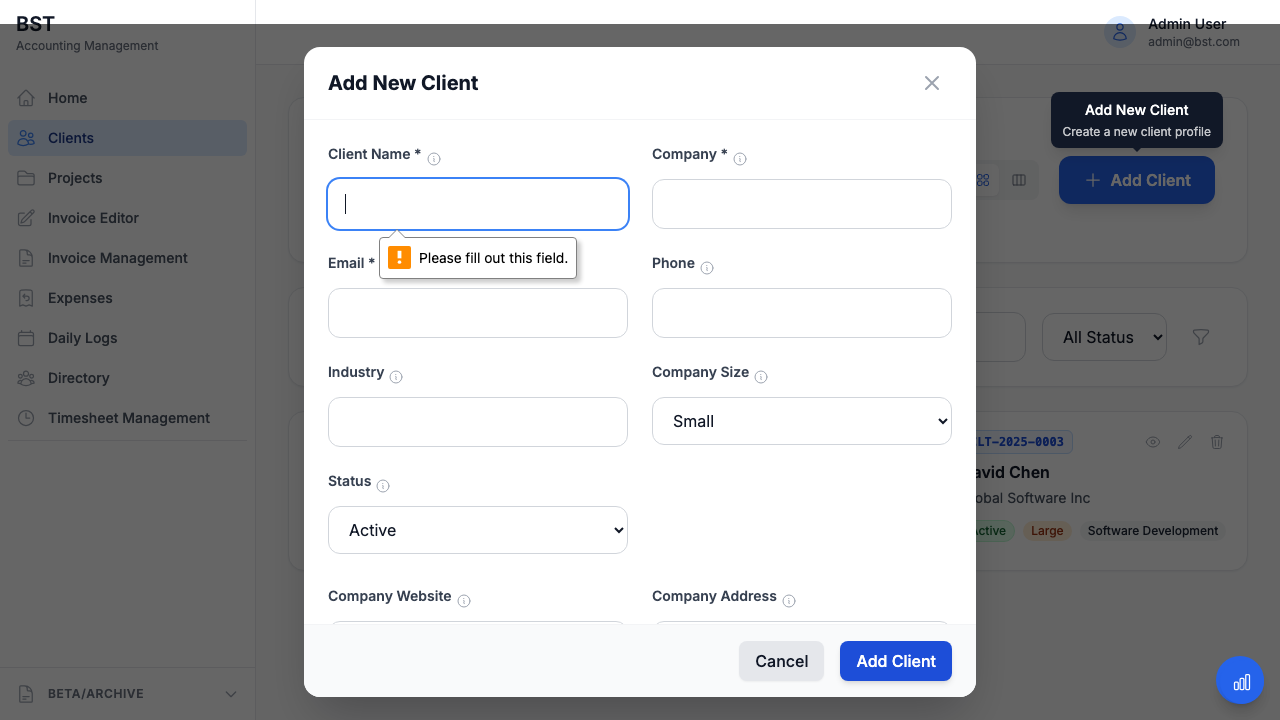 BST
Accounting Management
Home
Clients
Projects
Invoice Editor
Invoice Management
Expenses
Daily Logs
Directory
Timesheet Management
BETA/ARCHIVE
Admin User
admin@bst.com
Add New Client
Create a new client profile
Add Client
All Status
LT-2025-0003
avid Chen
obal Software Inc
ctive
Large
Software Development
Add New Client
Client Name *
Company *
Please fill out this field.
Email *
Phone
Industry
Company Size
Small
Status
Active
Company Website
Company Address
Cancel
Add Client